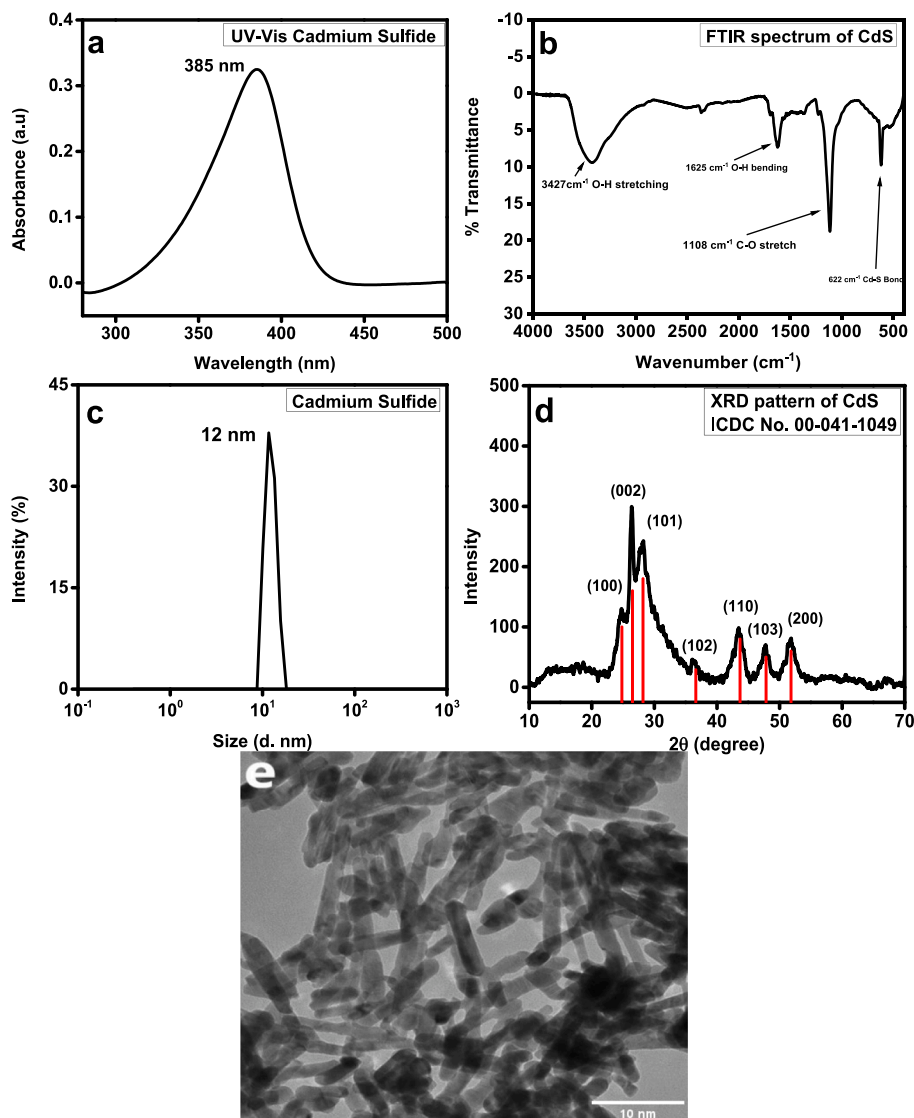 a
UV-Vis Cadmium Sulfide
385 nm
0.4
0.3
0.2
0.1
0.0
Absorbance (a.u)
300
350
400
450
500
Wavelength (nm)
b
FTIR spectrum of CdS
-10
-5
0
5
10
15
20
25
30
% Transmittance
3427cm⁻¹ O-H stretching
1625 cm⁻¹ O-H bending
1108 cm⁻¹ C-O stretch
622 cm⁻¹ Cd-S Bond
4000
3500
3000
2500
2000
1500
1000
500
Wavenumber (cm⁻¹)
c
Cadmium Sulfide
12 nm
45
30
15
0
Intensity (%)
10⁻¹
10⁰
10¹
10²
10³
Size (d. nm)
d
XRD pattern of CdS
ICDC No. 00-041-1049
500
400
300
200
100
0
Intensity
(100)
(002)
(101)
(102)
(110)
(103)
(200)
10
20
30
40
50
60
70
2θ (degree)
e
10 nm